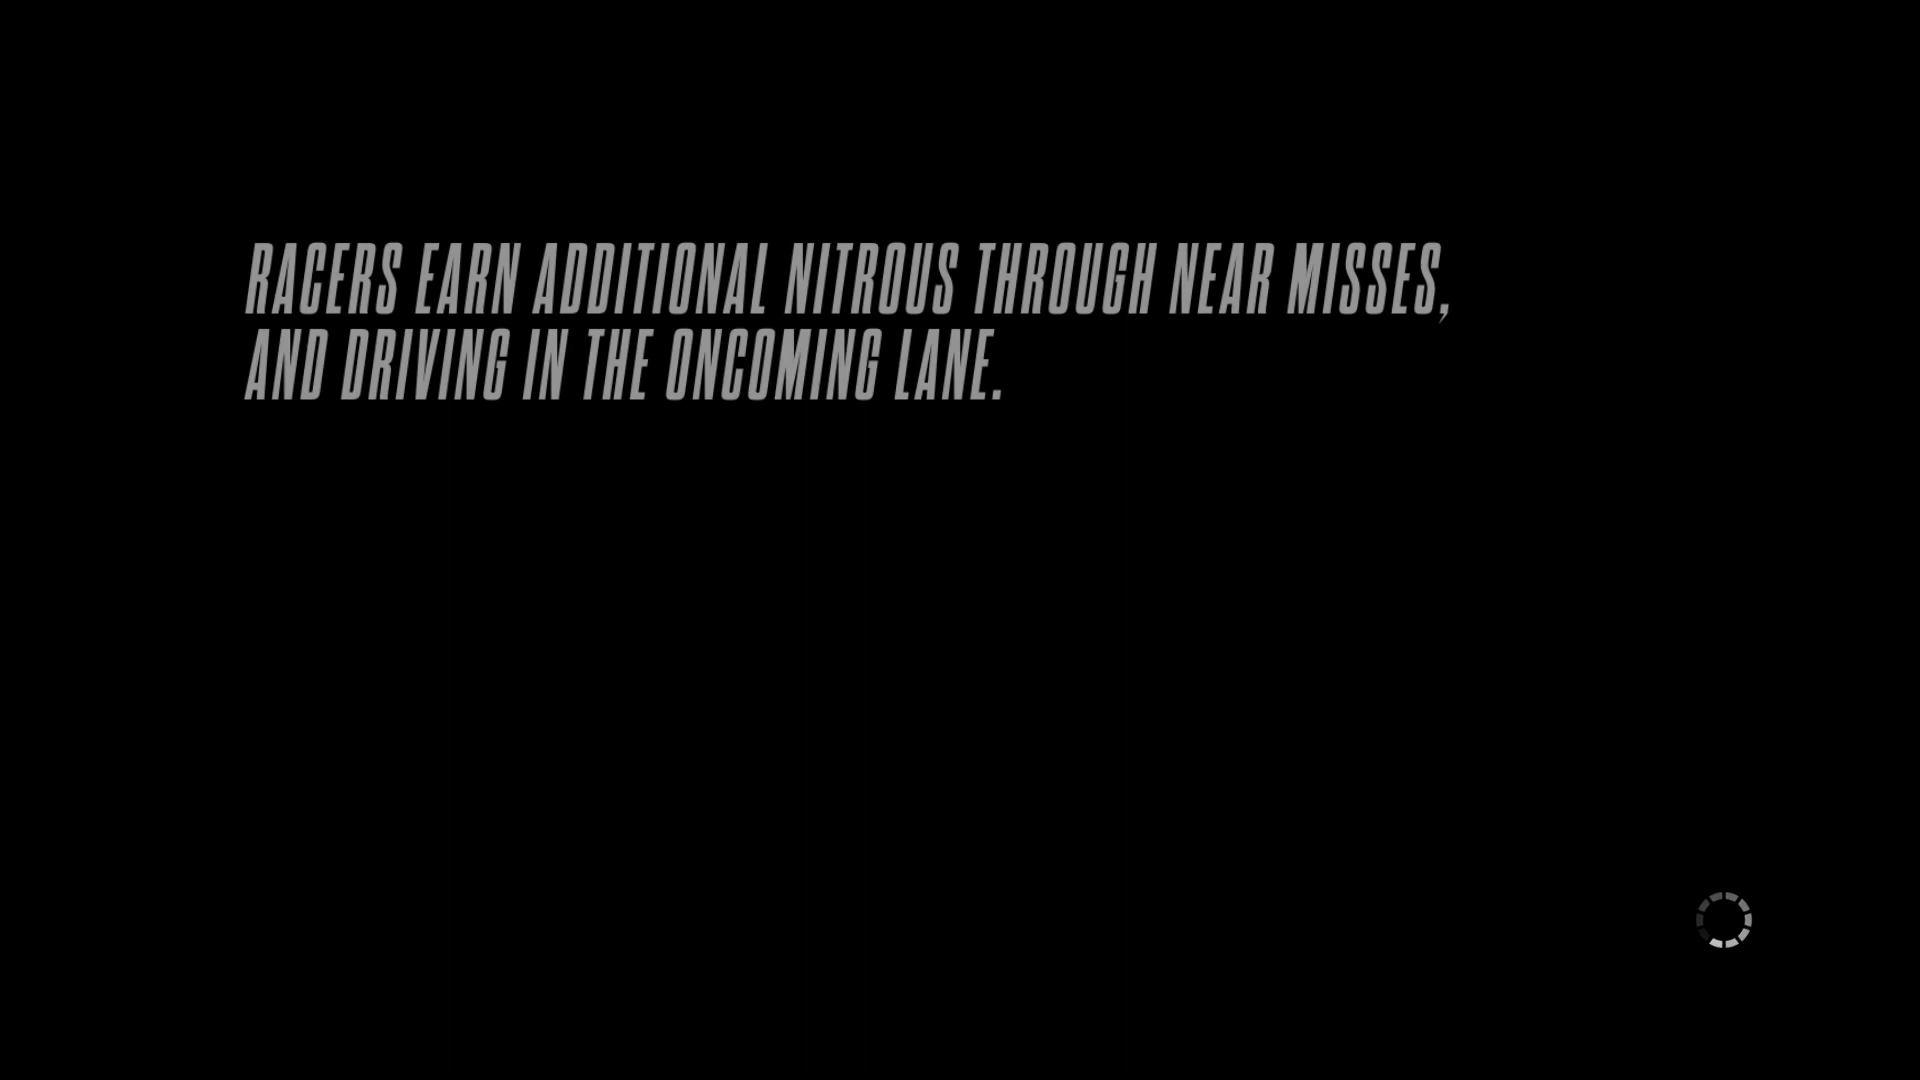 RACERS EARN ADDITIONAL NITROUS THROUGH NEAR MISSES,
AND DRIVING IN THE ONCOMING LANE.